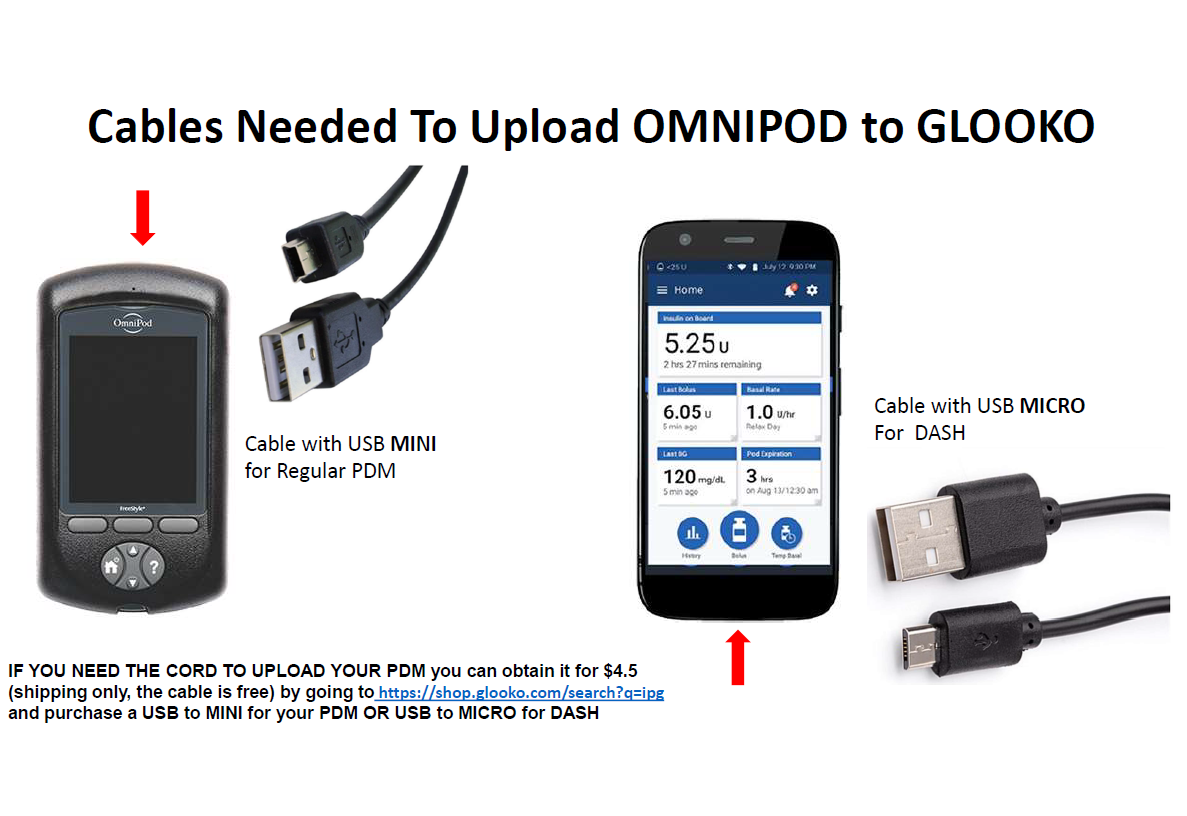 Cables Needed To Upload OMNIPOD to GLOOKO
OmniPod
FreeStyle
?
Cable with USB MINI
for Regular PDM
<25 U July 12 9:30 PM
Home
Insulin on Board
5.25 U
2 hrs 27 mins remaining
Last Bolus
6.05 U
5 min ago
Basal Rate
1.0 U/hr
Relax Day
Last BG
120 mg/dL
5 min ago
Pod Expiration
3 hrs
on Aug 13/12:30 am
History Bolus Temp Basal
Cable with USB MICRO
For DASH
IF YOU NEED THE CORD TO UPLOAD YOUR PDM you can obtain it for $4.5
(shipping only, the cable is free) by going to https://shop.glooko.com/search?q=ipg
and purchase a USB to MINI for your PDM OR USB to MICRO for DASH